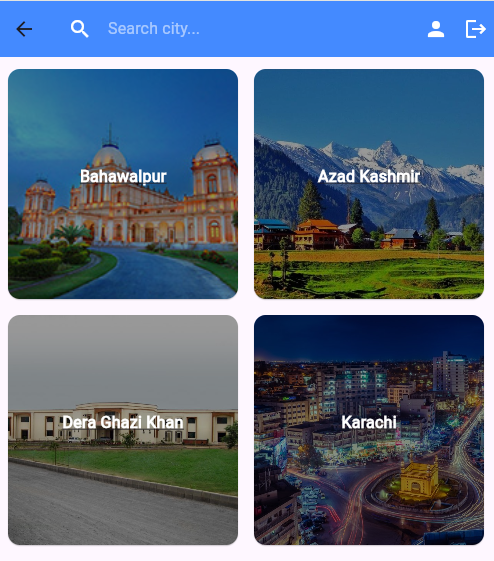 Search city...
Bahawalpur
Azad Kashmir
Dera Ghazi Khan
Karachi